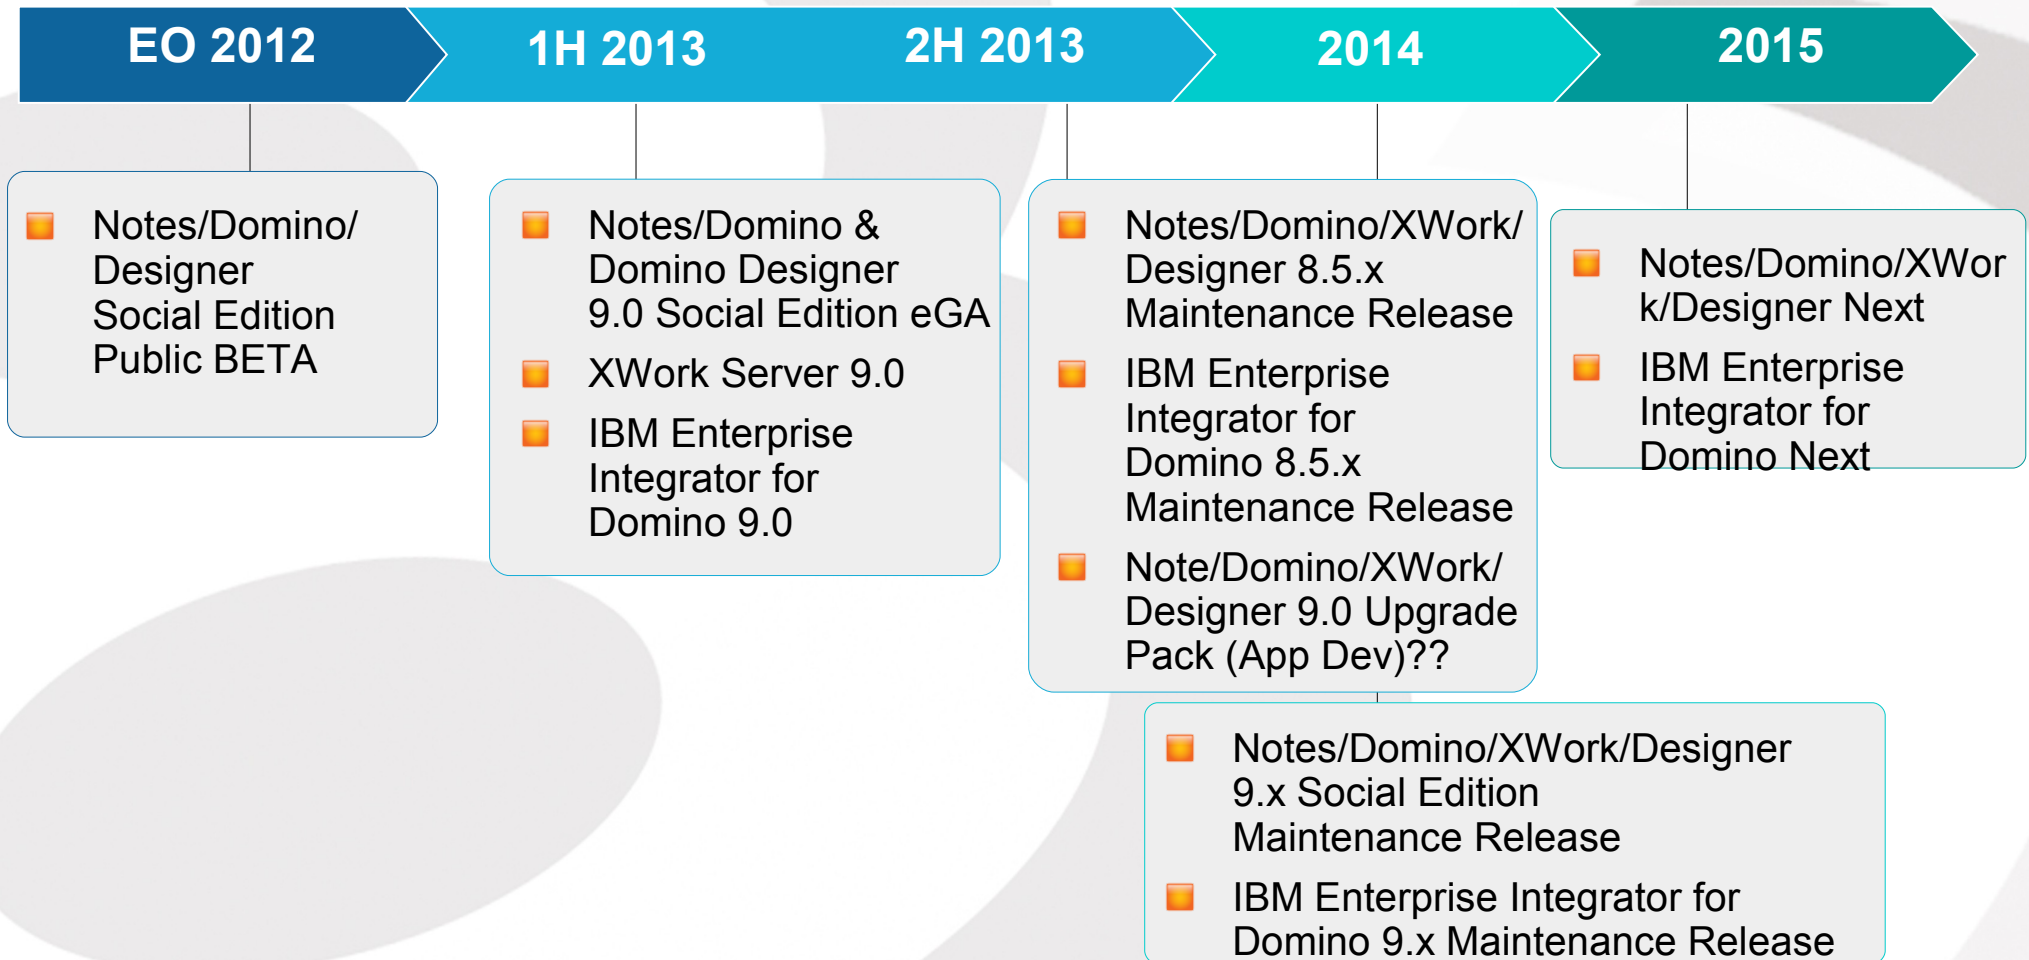 EO 2012
1H 2013
2H 2013
2014
2015
Notes/Domino/
Designer
Social Edition
Public BETA
Notes/Domino &
Domino Designer
9.0 Social Edition eGA
XWork Server 9.0
IBM Enterprise
Integrator for
Domino 9.0
Notes/Domino/XWork/
Designer 8.5.x
Maintenance Release
IBM Enterprise
Integrator for
Domino 8.5.x
Maintenance Release
Note/Domino/XWork/
Designer 9.0 Upgrade
Pack (App Dev)??
Notes/Domino/XWor
k/Designer Next
IBM Enterprise
Integrator for
Domino Next
Notes/Domino/XWork/Designer
9.x Social Edition
Maintenance Release
IBM Enterprise Integrator for
Domino 9.x Maintenance Release